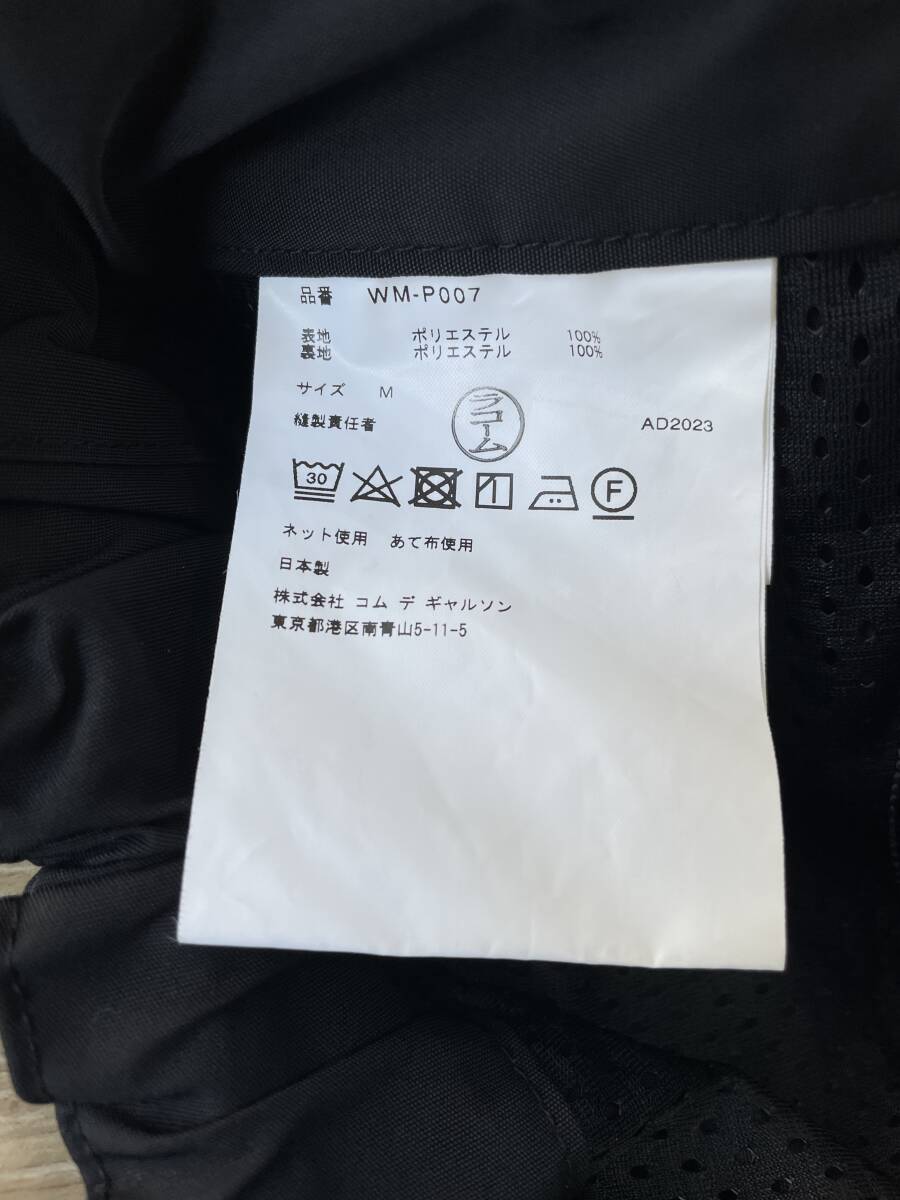 品番 WM-P007
表地 ポリエステル 100%
裏地 ポリエステル 100%
サイズ M
縫製責任者 ラコーム AD2023
30 F
ネット使用 あて布使用
日本製
株式会社 コム デ ギャルソン
東京都港区南青山5-11-5